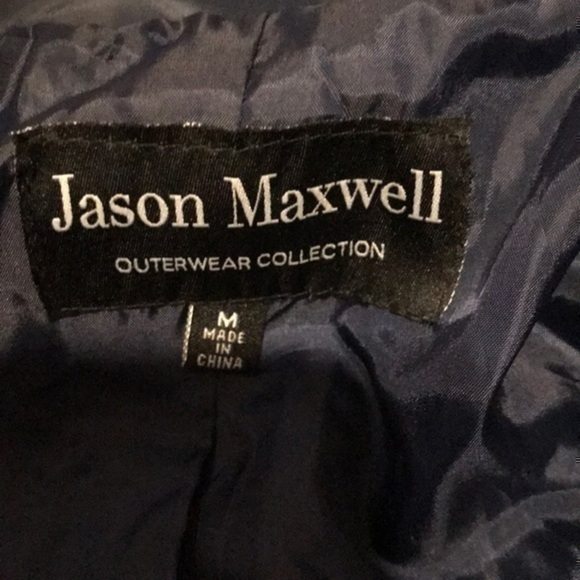 Jason Maxwell
OUTERWEAR COLLECTION
M
MADE
IN
CHINA